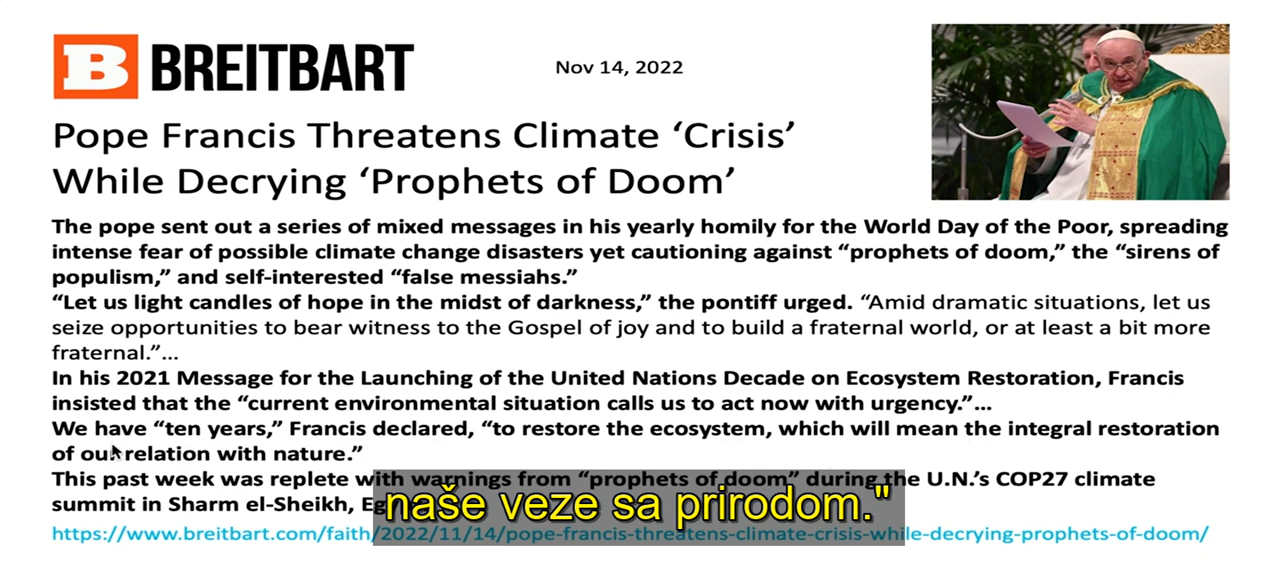 B BREITBART
Nov 14, 2022
Pope Francis Threatens Climate ‘Crisis’
While Decrying ‘Prophets of Doom’
The pope sent out a series of mixed messages in his yearly homily for the World Day of the Poor, spreading
intense fear of possible climate change disasters yet cautioning against “prophets of doom,” the “sirens of
populism,” and self-interested “false messiahs.”
“Let us light candles of hope in the midst of darkness,” the pontiff urged. “Amid dramatic situations, let us
seize opportunities to bear witness to the Gospel of joy and to build a fraternal world, or at least a bit more
fraternal.”...
In his 2021 Message for the Launching of the United Nations Decade on Ecosystem Restoration, Francis
insisted that the “current environmental situation calls us to act now with urgency.”...
We have “ten years,” Francis declared, “to restore the ecosystem, which will mean the integral restoration
of our relation with nature.”
This past week was replete with warnings from “prophets of doom” during the U.N.’s COP27 climate
summit in Sharm el-Sheikh,
naše veze sa prirodom."
https://www.breitbart.com/faith/2022/11/14/pope-francis-threatens-climate-crisis-while-decrying-prophets-of-doom/